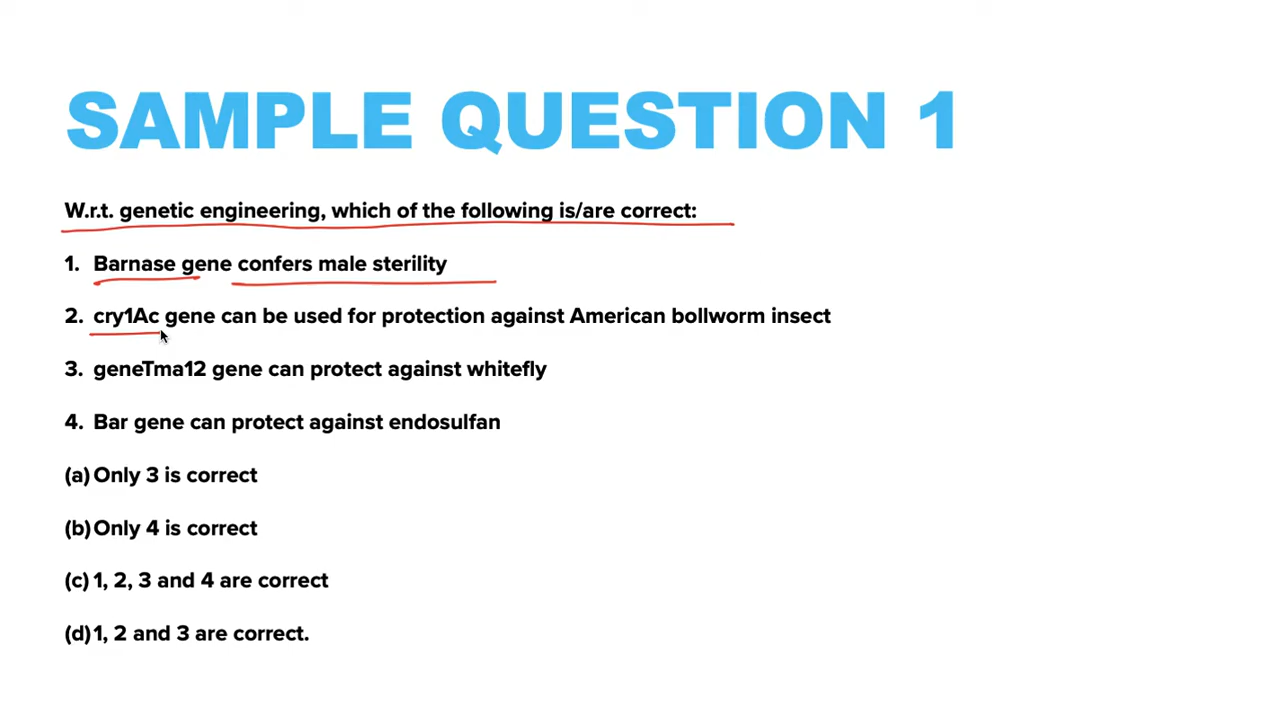 SAMPLE QUESTION 1
W.r.t. genetic engineering, which of the following is/are correct:
1. Barnase gene confers male sterility
2. cry1Ac gene can be used for protection against American bollworm insect
3. geneTma12 gene can protect against whitefly
4. Bar gene can protect against endosulfan
(a) Only 3 is correct
(b) Only 4 is correct
(c) 1, 2, 3 and 4 are correct
(d) 1, 2 and 3 are correct.